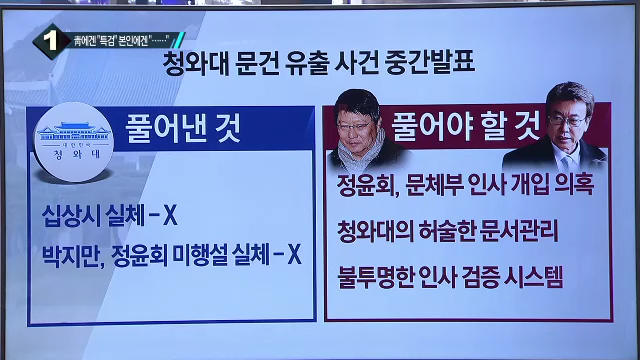 1 靑에겐 "특검" 본인에겐 "……"
청와대 문건 유출 사건 중간발표
대한민국
청와대
풀어낸 것
십상시 실체 - X
박지만, 정윤회 미행설 실체 - X
풀어야 할 것
정윤회, 문체부 인사 개입 의혹
청와대의 허술한 문서관리
불투명한 인사 검증 시스템